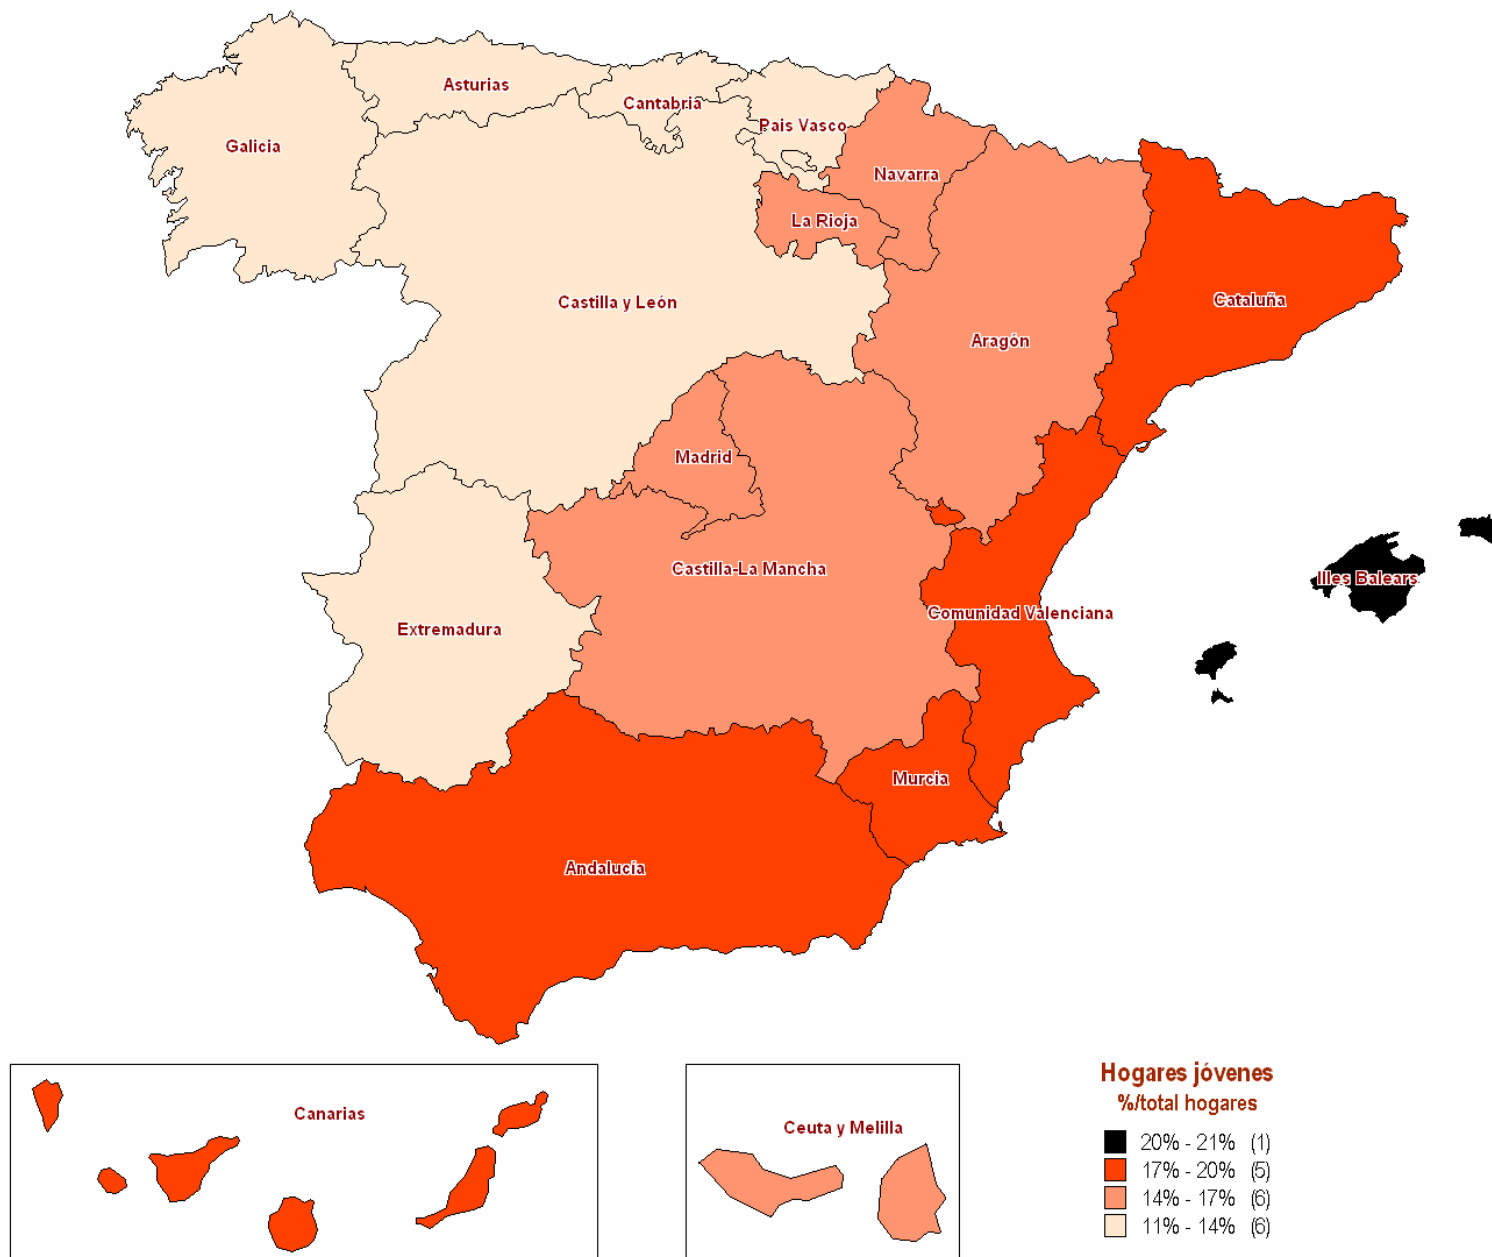 Asturias
Cantabria
Pais Vasco
Galicia
Navarra
La Rioja
Castilla y León
Cataluña
Aragón
Madrid
Castilla-La Mancha
Illes Balears
Comunidad Valenciana
Extremadura
Murcia
Andalucía
Canarias
Ceuta y Melilla
Hogares jóvenes
%/total hogares
20% - 21% (1)
17% - 20% (5)
14% - 17% (6)
11% - 14% (6)